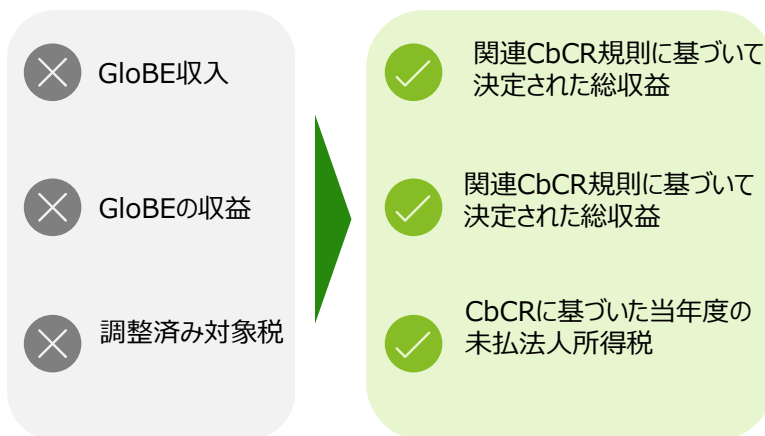 GloBE収入
GloBEの収益
調整済み対象税
関連CbCR規則に基づいて
決定された総収益
関連CbCR規則に基づいて
決定された総収益
CbCRに基づいた当年度の
未払法人所得税